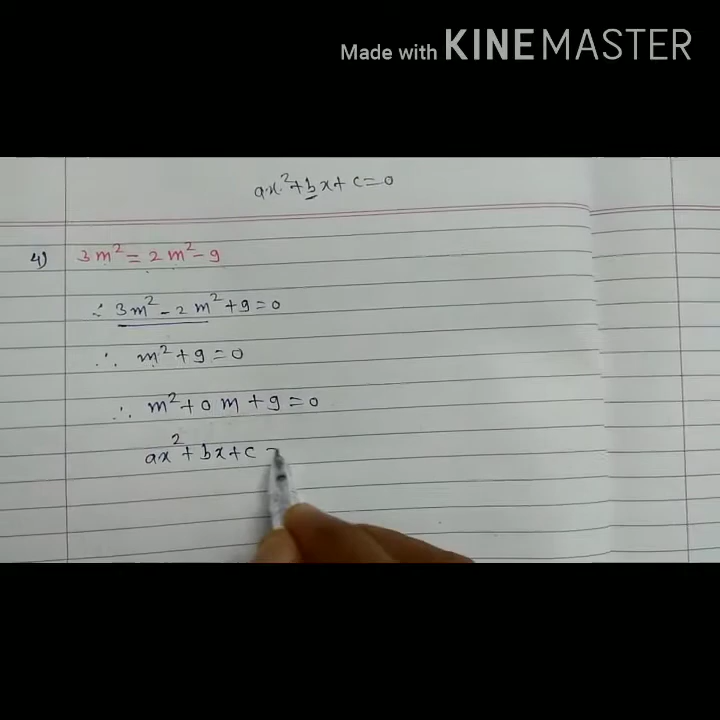 Made with KINEMASTER
ax²+bx+c=0
4) 3m² = 2m²-9
∴ 3m² - 2m² +9=0
∴ m² + 9 = 0
∴ m² + 0m + 9 = 0
ax² + bx + c =